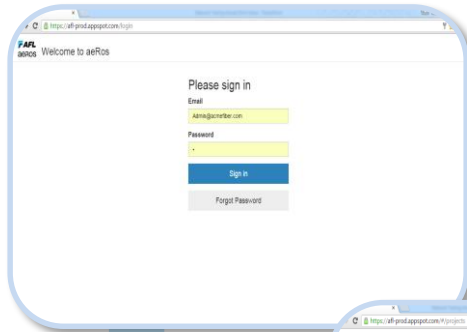 https://afl-prod.appspot.com/login
AFL
aeROS Welcome to aeRos
Please sign in
Email
Admin@acmefiber.com
Password
Sign in
Forgot Password
https://afl-prod.appspot.com/#/projects